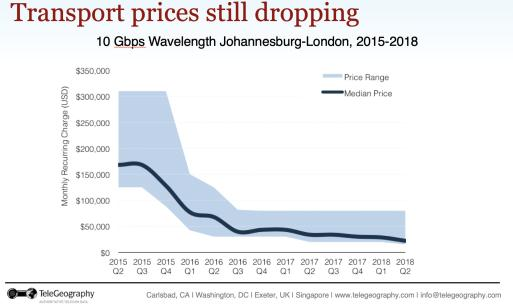 Transport prices still dropping
10 Gbps Wavelength Johannesburg-London, 2015-2018
Monthly Recurring Charge (USD)
$350,000
$300,000
$250,000
$200,000
$150,000
$100,000
$50,000
$0
Price Range
Median Price
2015 2015 2015 2016 2016 2016 2016 2017 2017 2017 2017 2018 2018
Q2 Q3 Q4 Q1 Q2 Q3 Q4 Q1 Q2 Q3 Q4 Q1 Q2
TeleGeography
Carlsbad, CA I Washington, DC I Exeter, UK I Singapore I www.telegeography.com I info@telegeography.com